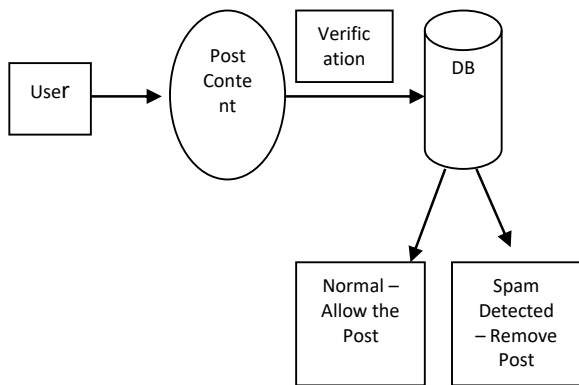 User
Post
Conte
nt
Verific
ation
DB
Normal –
Allow the
Post
Spam
Detected
– Remove
Post